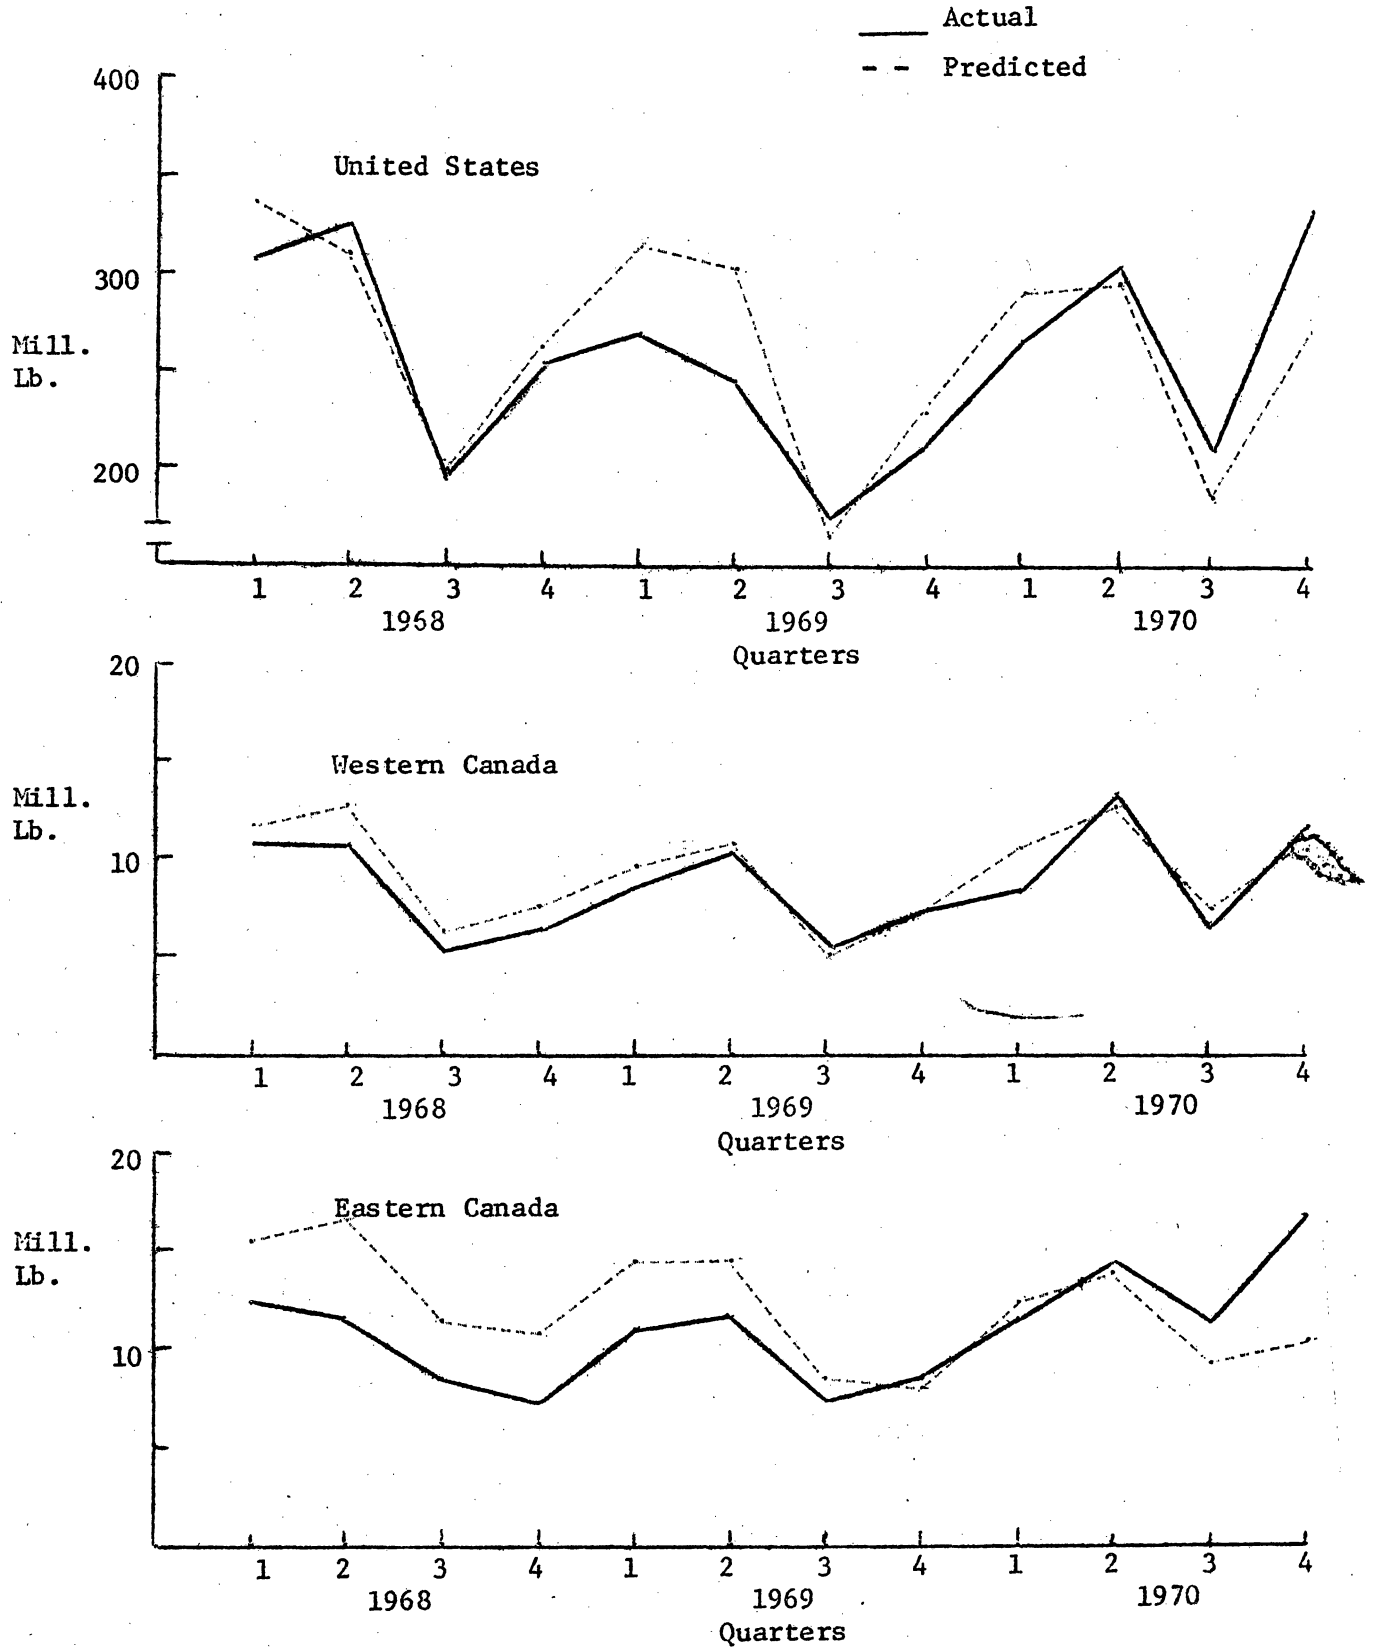 Actual
Predicted
400
United States
300
Mill.
Lb.
200
1 2 3 4 1 2 3 4 1 2 3 4
1968 1969 1970
Quarters
20
Western Canada
Mill.
Lb.
10
1 2 3 4 1 2 3 4 1 2 3 4
1968 1969 1970
Quarters
20
Eastern Canada
Mill.
Lb.
10
1 2 3 4 1 2 3 4 1 2 3 4
1968 1969 1970
Quarters